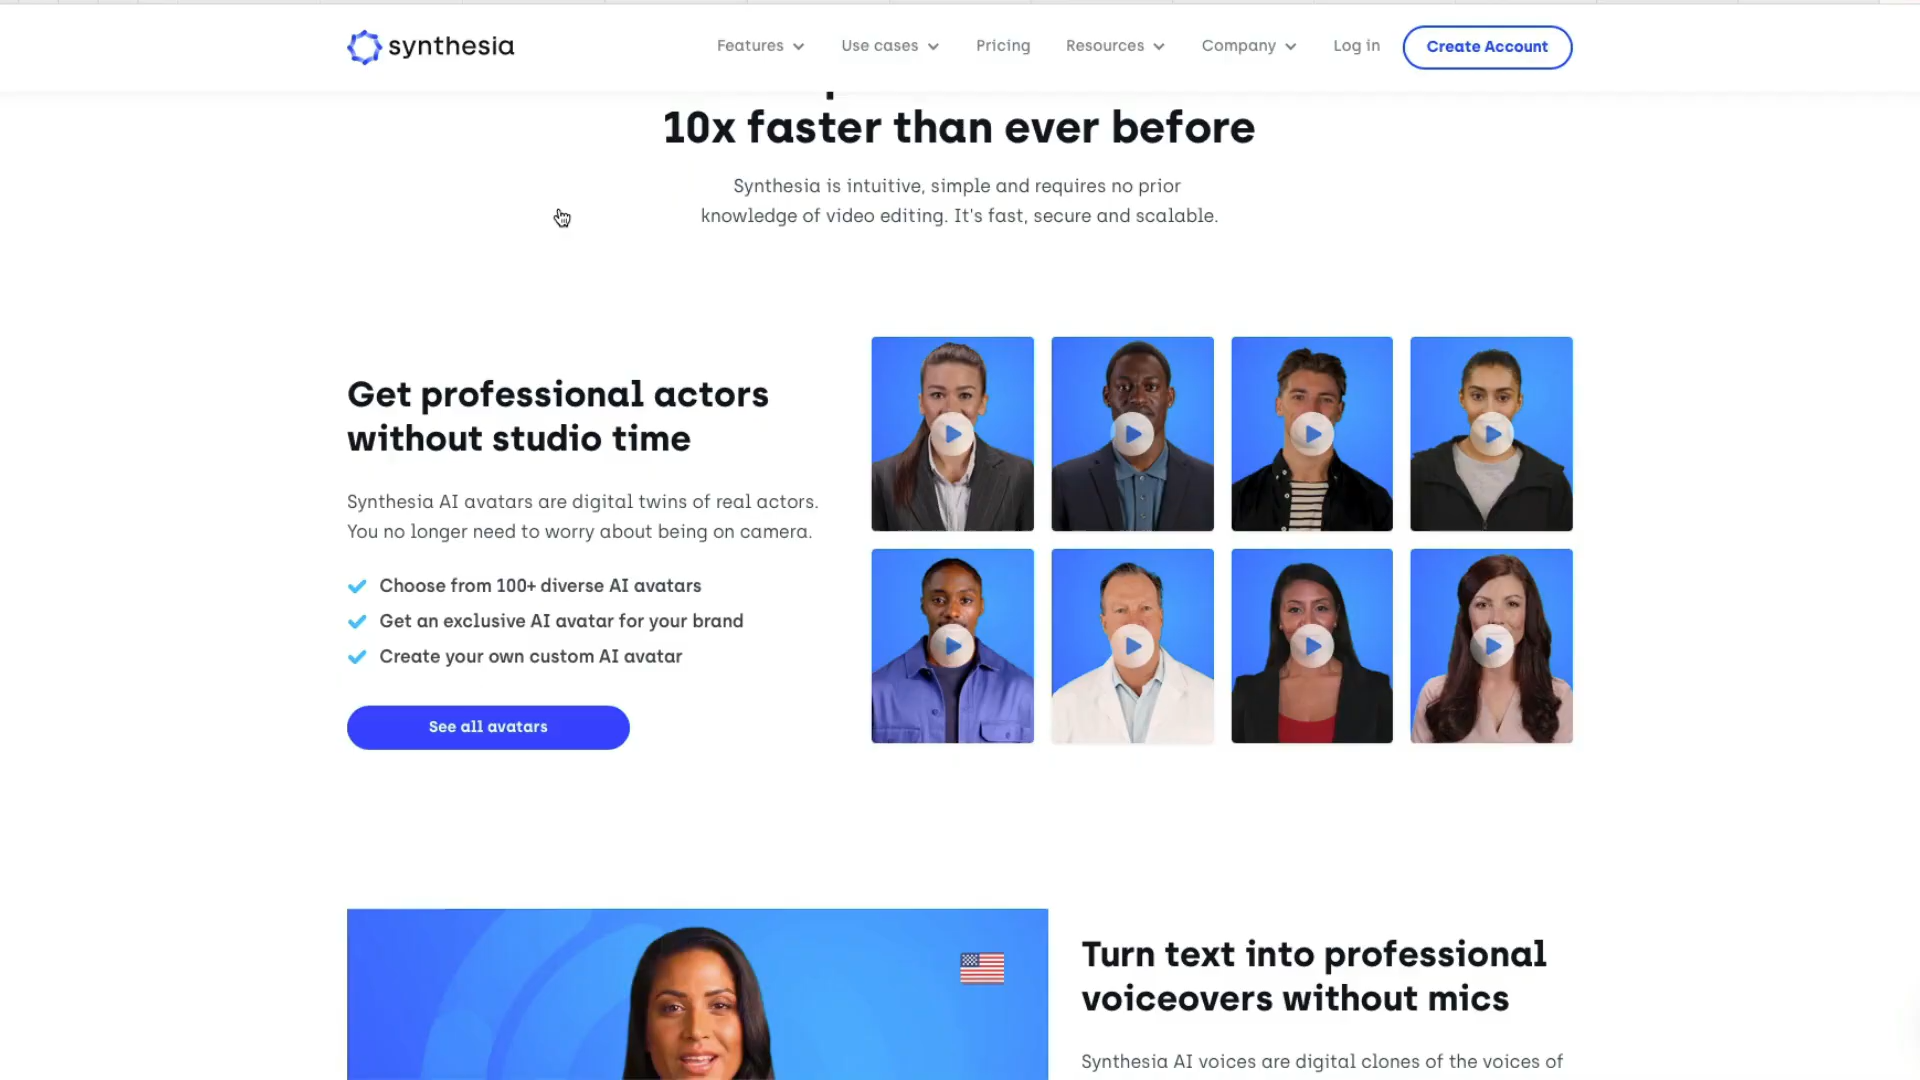 synthesia
Features
Use cases
Pricing
Resources
Company
Log in
Create Account
10x faster than ever before
Synthesia is intuitive, simple and requires no prior
knowledge of video editing. It's fast, secure and scalable.
Get professional actors
without studio time
Synthesia AI avatars are digital twins of real actors.
You no longer need to worry about being on camera.
Choose from 100+ diverse AI avatars
Get an exclusive AI avatar for your brand
Create your own custom AI avatar
See all avatars
Turn text into professional
voiceovers without mics
Synthesia AI voices are digital clones of the voices of